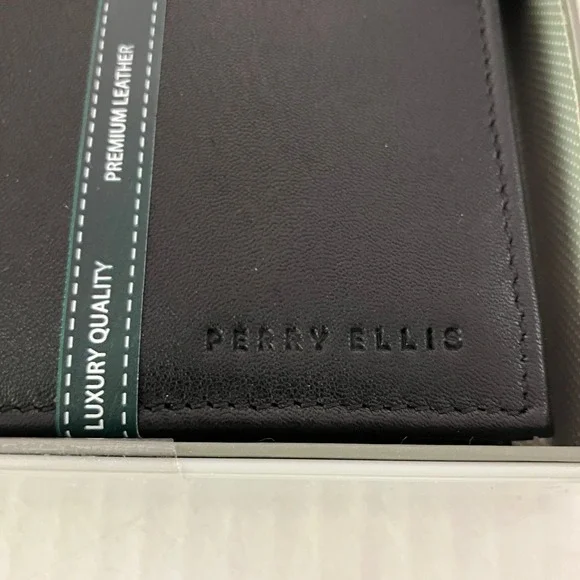 LUXURY QUALITY
PREMIUM LEATHER
PERRY ELLIS